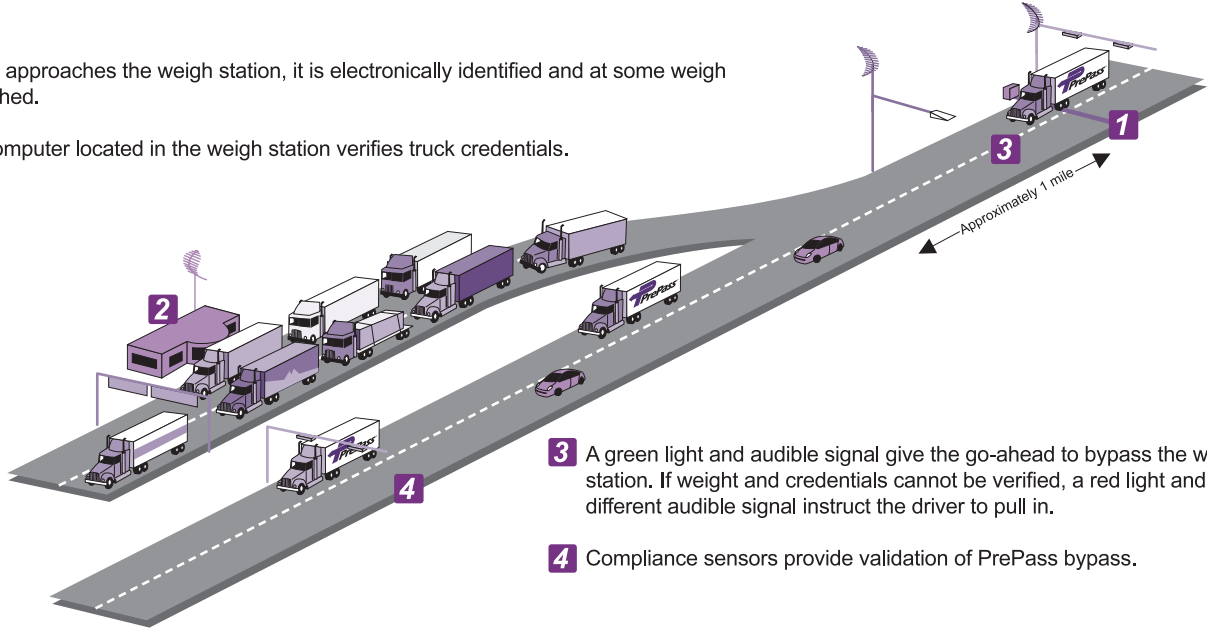 approaches the weigh station, it is electronically identified and at some weigh
hed.
omputer located in the weigh station verifies truck credentials.
PrePass
1
3
Approximately 1 mile
PrePass
2
PrePass
4
3 A green light and audible signal give the go-ahead to bypass the w
station. If weight and credentials cannot be verified, a red light and
different audible signal instruct the driver to pull in.
4 Compliance sensors provide validation of PrePass bypass.